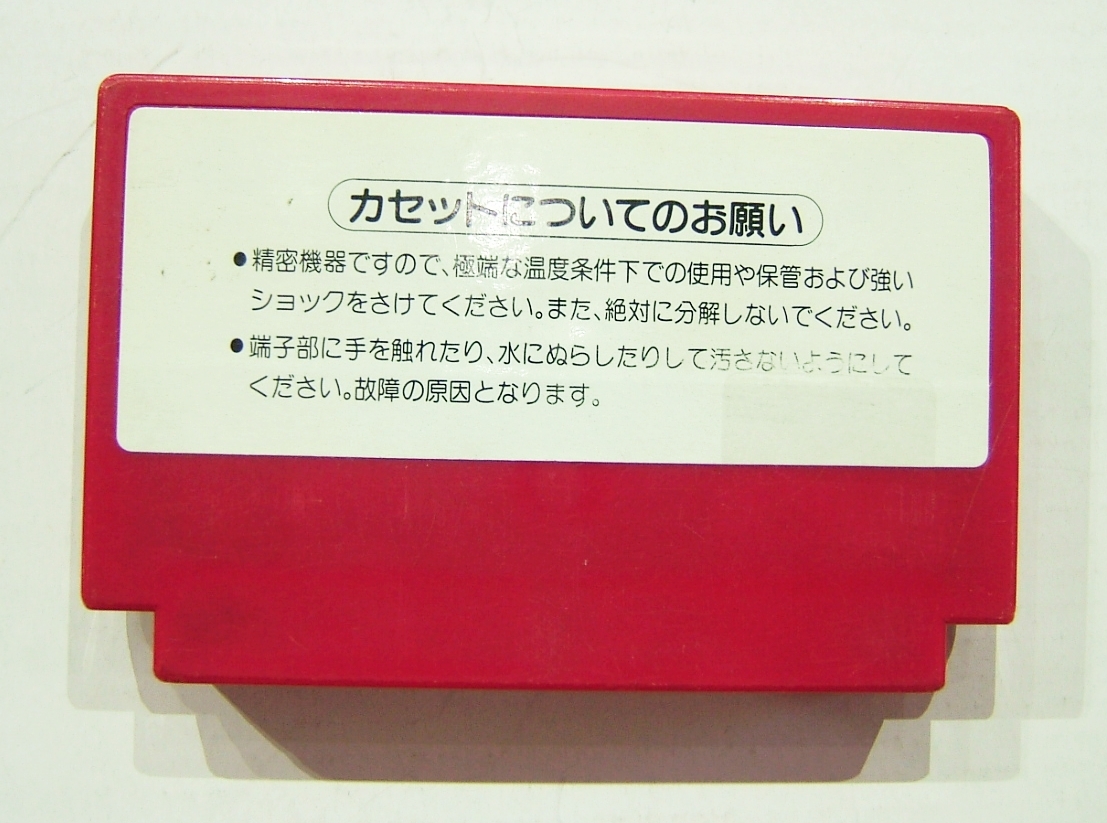 カセットについてのお願い
●精密機器ですので、極端な温度条件下での使用や保管および強い
ショックをさけてください。また、絶対に分解しないでください。
●端子部に手を触れたり、水にぬらしたりして汚さないようにして
ください。故障の原因となります。